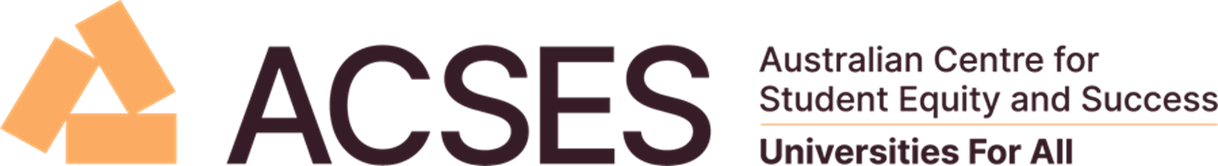 ACSES
Australian Centre for
Student Equity and Success
Universities For All